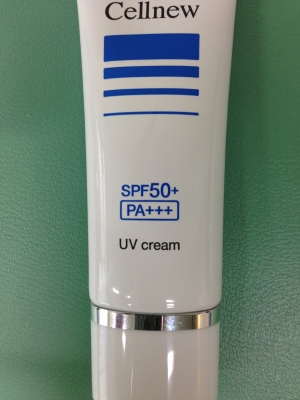 Cellnew
SPF50+
PA+++
UV cream